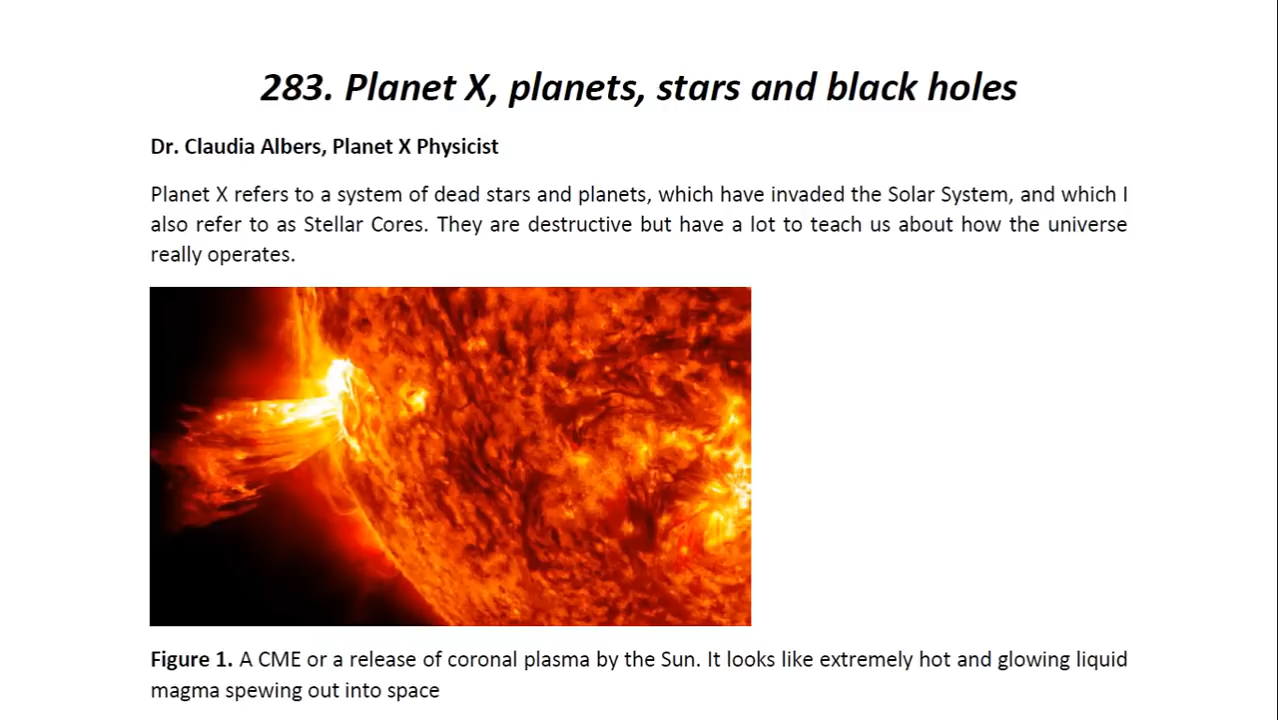 283. Planet X, planets, stars and black holes
Dr. Claudia Albers, Planet X Physicist
Planet X refers to a system of dead stars and planets, which have invaded the Solar System, and which I
also refer to as Stellar Cores. They are destructive but have a lot to teach us about how the universe
really operates.
Figure 1. A CME or a release of coronal plasma by the Sun. It looks like extremely hot and glowing liquid
magma spewing out into space